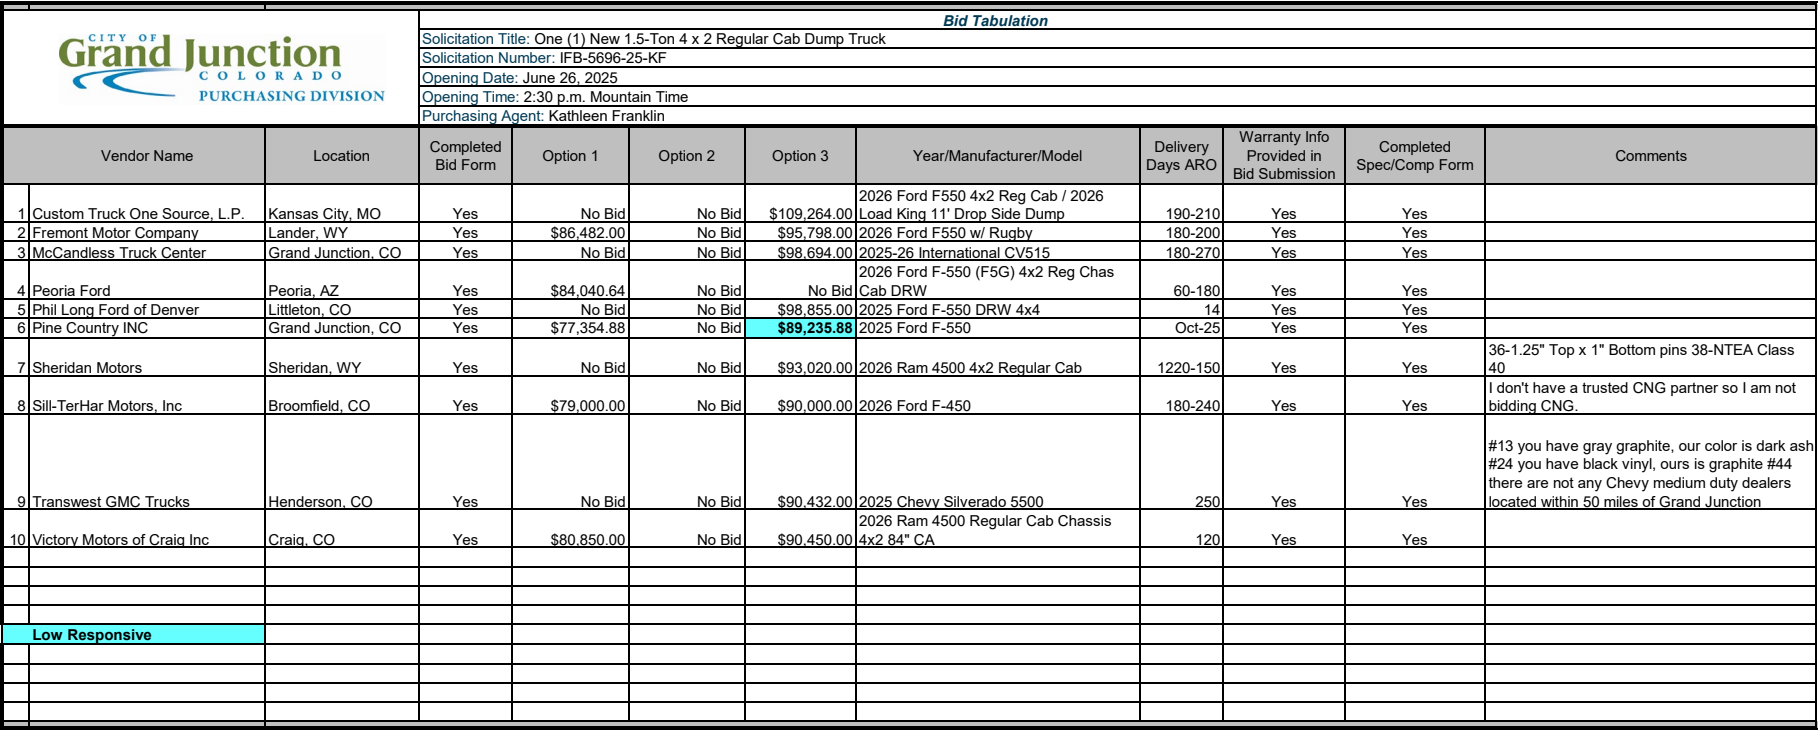 CITY OF
Grand Junction
COLORADO
PURCHASING DIVISION
Bid Tabulation
Solicitation Title: One (1) New 1.5-Ton 4 x 2 Regular Cab Dump Truck
Solicitation Number: IFB-5696-25-KF
Opening Date: June 26, 2025
Opening Time: 2:30 p.m. Mountain Time
Purchasing Agent: Kathleen Franklin
Vendor Name Location Completed Bid Form Option 1 Option 2 Option 3 Year/Manufacturer/Model Delivery Days ARO Warranty Info Provided in Bid Submission Completed Spec/Comp Form Comments
1 Custom Truck One Source, L.P. Kansas City, MO Yes No Bid No Bid $109,264.00 2026 Ford F550 4x2 Reg Cab / 2026 Load King 11' Drop Side Dump 190-210 Yes Yes
2 Fremont Motor Company Lander, WY Yes $86,482.00 No Bid $95,798.00 2026 Ford F550 w/ Rugby 180-200 Yes Yes
3 McCandless Truck Center Grand Junction, CO Yes No Bid No Bid $98,694.00 2025-26 International CV515 180-270 Yes Yes
4 Peoria Ford Peoria, AZ Yes $84,040.64 No Bid No Bid 2026 Ford F-550 (F5G) 4x2 Reg Chas Cab DRW 60-180 Yes Yes
5 Phil Long Ford of Denver Littleton, CO Yes No Bid No Bid $98,855.00 2025 Ford F-550 DRW 4x4 14 Yes Yes
6 Pine Country INC Grand Junction, CO Yes $77,354.88 No Bid $89,235.88 2025 Ford F-550 Oct-25 Yes Yes
7 Sheridan Motors Sheridan, WY Yes No Bid No Bid $93,020.00 2026 Ram 4500 4x2 Regular Cab 1220-150 Yes Yes 36-1.25" Top x 1" Bottom pins 38-NTEA Class 40
8 Sill-TerHar Motors, Inc Broomfield, CO Yes $79,000.00 No Bid $90,000.00 2026 Ford F-450 180-240 Yes Yes I don't have a trusted CNG partner so I am not bidding CNG.
9 Transwest GMC Trucks Henderson, CO Yes No Bid No Bid $90,432.00 2025 Chevy Silverado 5500 250 Yes Yes #13 you have gray graphite, our color is dark ash #24 you have black vinyl, ours is graphite #44 there are not any Chevy medium duty dealers located within 50 miles of Grand Junction
10 Victory Motors of Craig Inc Craig, CO Yes $80,850.00 No Bid $90,450.00 2026 Ram 4500 Regular Cab Chassis 4x2 84" CA 120 Yes Yes
Low Responsive